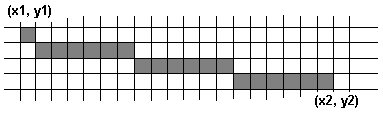 (x1, y1)
(x2, y2)